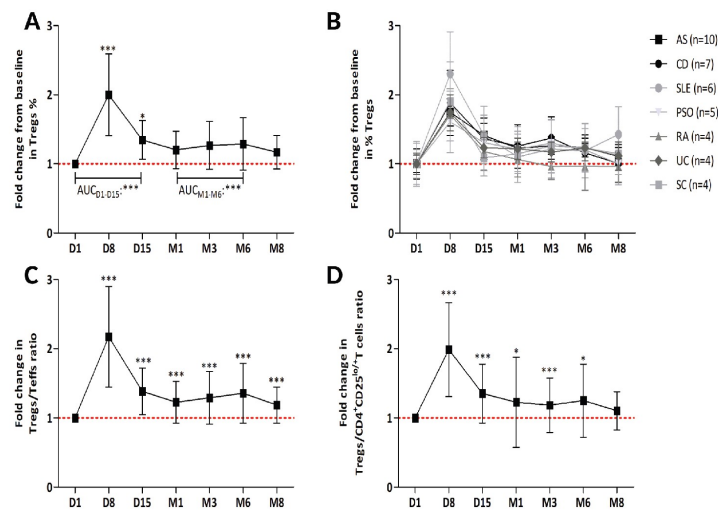 A
Fold change from baseline
in Tregs %
3
***
2
*
1
AUCD1-D15:***
AUCM1-M6:***
0
D1 D8 D15 M1 M3 M6 M8
B
Fold change from baseline
in % Tregs
3
2
1
0
D1 D8 D15 M1 M3 M6 M8
AS (n=10)
CD (n=7)
SLE (n=6)
PSO (n=5)
RA (n=4)
UC (n=4)
SC (n=4)
C
Fold change in
Tregs/Teffs ratio
3
***
2
*** *** *** *** ***
1
0
D1 D8 D15 M1 M3 M6 M8
D
Fold change in
Tregs/CD4+CD25lo/+T cells ratio
3
***
2
*** * *** *
1
0
D1 D8 D15 M1 M3 M6 M8